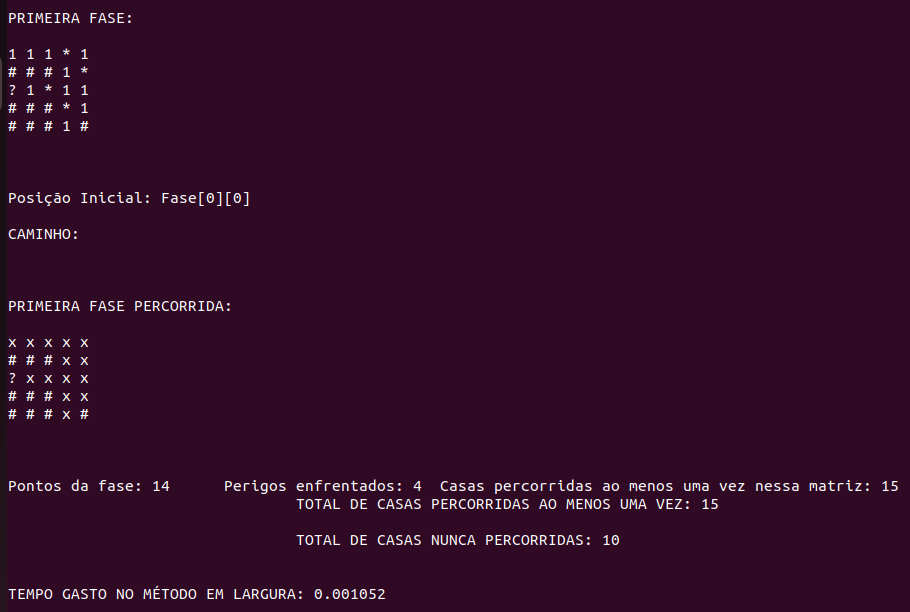 PRIMEIRA FASE:
1 1 1 * 1
# # # 1 *
? 1 * 1 1
# # # * 1
# # # 1 #
Posição Inicial: Fase[0][0]
CAMINHO:
PRIMEIRA FASE PERCORRIDA:
x x x x x
# # # x x
? x x x x
# # # x x
# # # x #
Pontos da fase: 14 Perigos enfrentados: 4 Casas percorridas ao menos uma vez nessa matriz: 15
TOTAL DE CASAS PERCORRIDAS AO MENOS UMA VEZ: 15
TOTAL DE CASAS NUNCA PERCORRIDAS: 10
TEMPO GASTO NO MÉTODO EM LARGURA: 0.001052